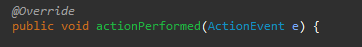 @Override
public void actionPerformed(ActionEvent e) {